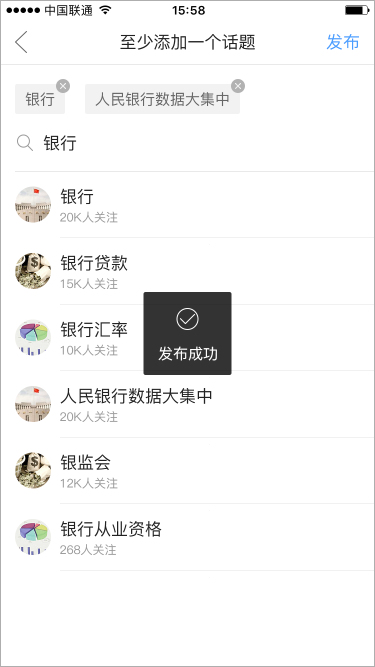 中国联通 15:58
至少添加一个话题 发布
银行 人民银行数据大集中
银行
银行
20K人关注
银行贷款
15K人关注
银行汇率
10K人关注
发布成功
人民银行数据大集中
20K人关注
银监会
12K人关注
银行从业资格
268人关注